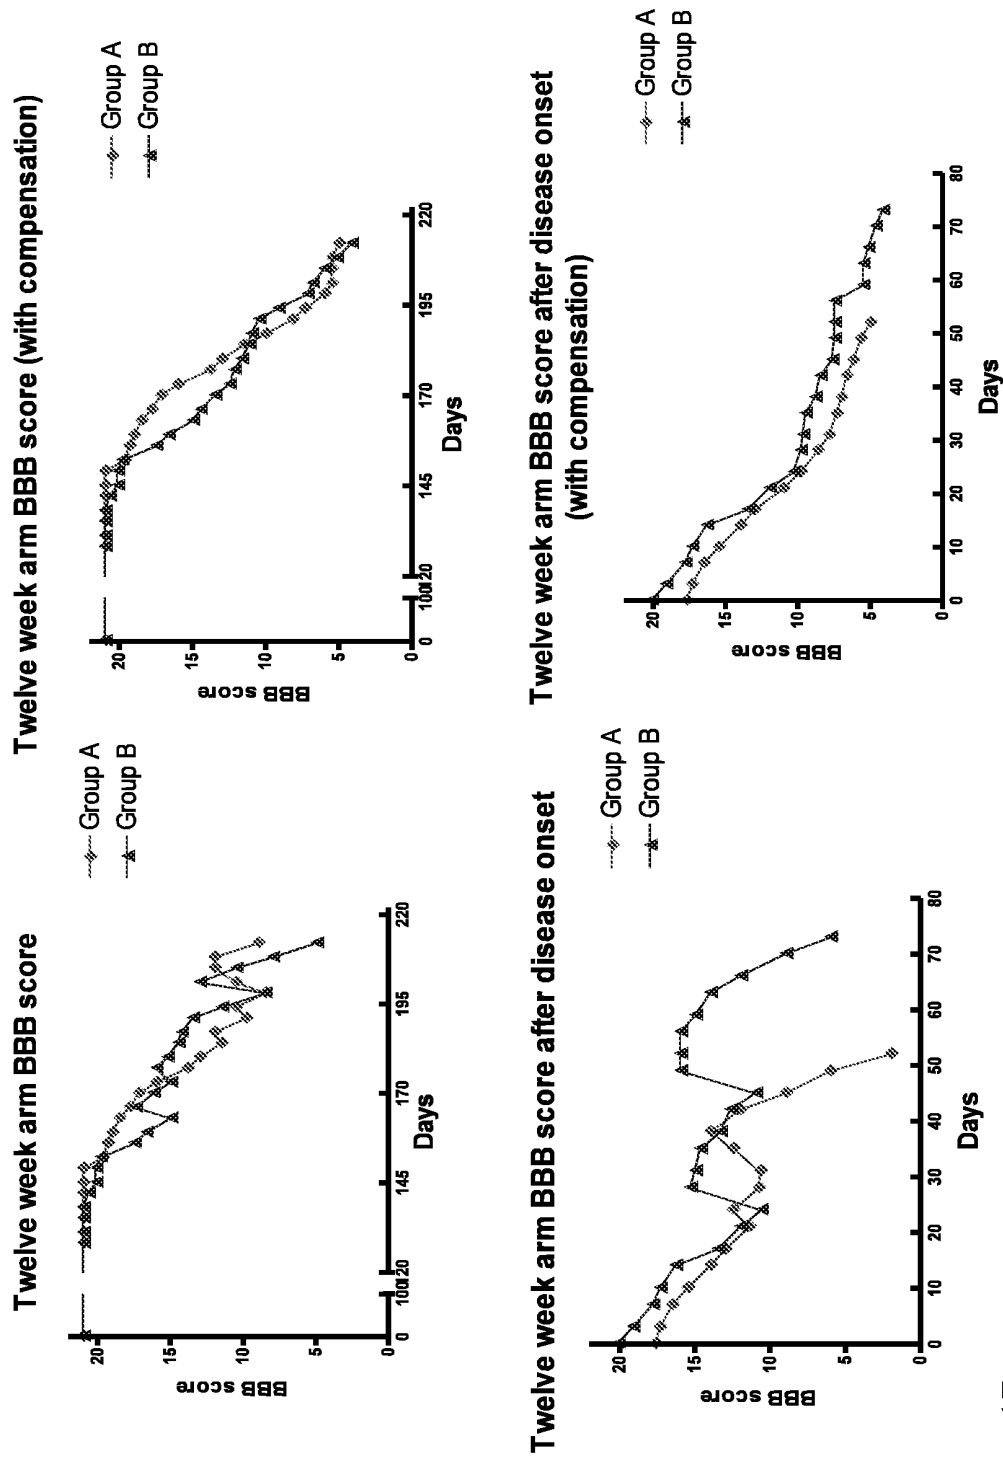 Twelve week arm BBB score
Group A
Group B
BBB score
20
15
10
5
0
0 100 120 145 170 195 220
Days
Twelve week arm BBB score (with compensation)
Group A
Group B
BBB score
20
15
10
5
0
0 100 120 145 170 195 220
Days
Twelve week arm BBB score after disease onset
Group A
Group B
BBB score
20
15
10
5
0
0 10 20 30 40 50 60 70 80
Days
Twelve week arm BBB score after disease onset
(with compensation)
Group A
Group B
BBB score
20
15
10
5
0
0 10 20 30 40 50 60 70 80
Days